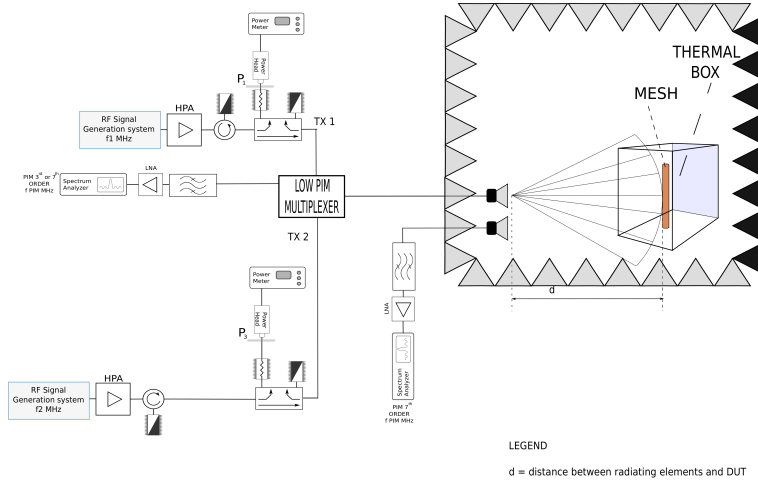 Power
Meter
Power
Head
P1
HPA
TX 1
RF Signal
Generation system
f1 MHz
THERMAL
BOX
MESH
LNA
PIM 3rd or 7th
ORDER
f PIM MHz
Spectrum
Analyzer
LOW PIM
MULTIPLEXER
TX 2
Power
Meter
Power
Head
P3
d
LNA
Spectrum
Analyzer
PIM 7th
ORDER
f PIM MHz
HPA
RF Signal
Generation system
f2 MHz
LEGEND
d = distance between radiating elements and DUT